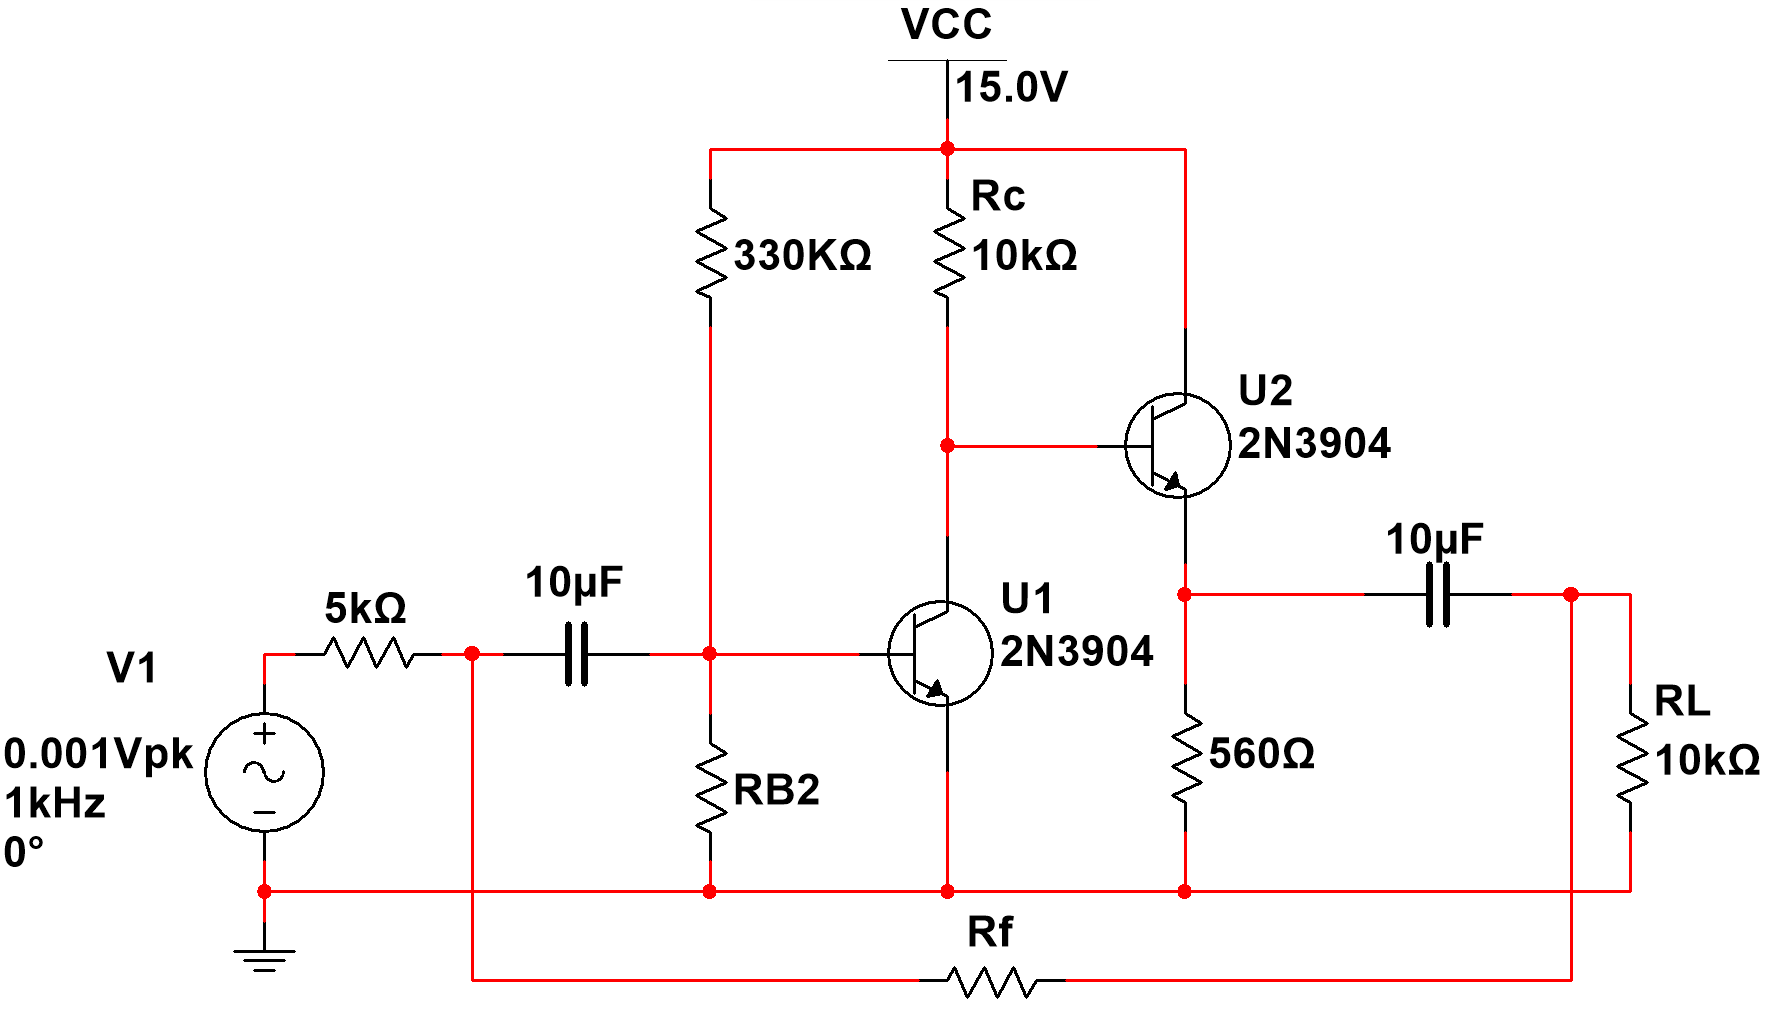 VCC
15.0V
Rc
330KΩ
10kΩ
U2
2N3904
10µF
10µF
5kΩ
U1
2N3904
V1
RL
0.001Vpk
1kHz
0°
560Ω
10kΩ
RB2
Rf
+
−